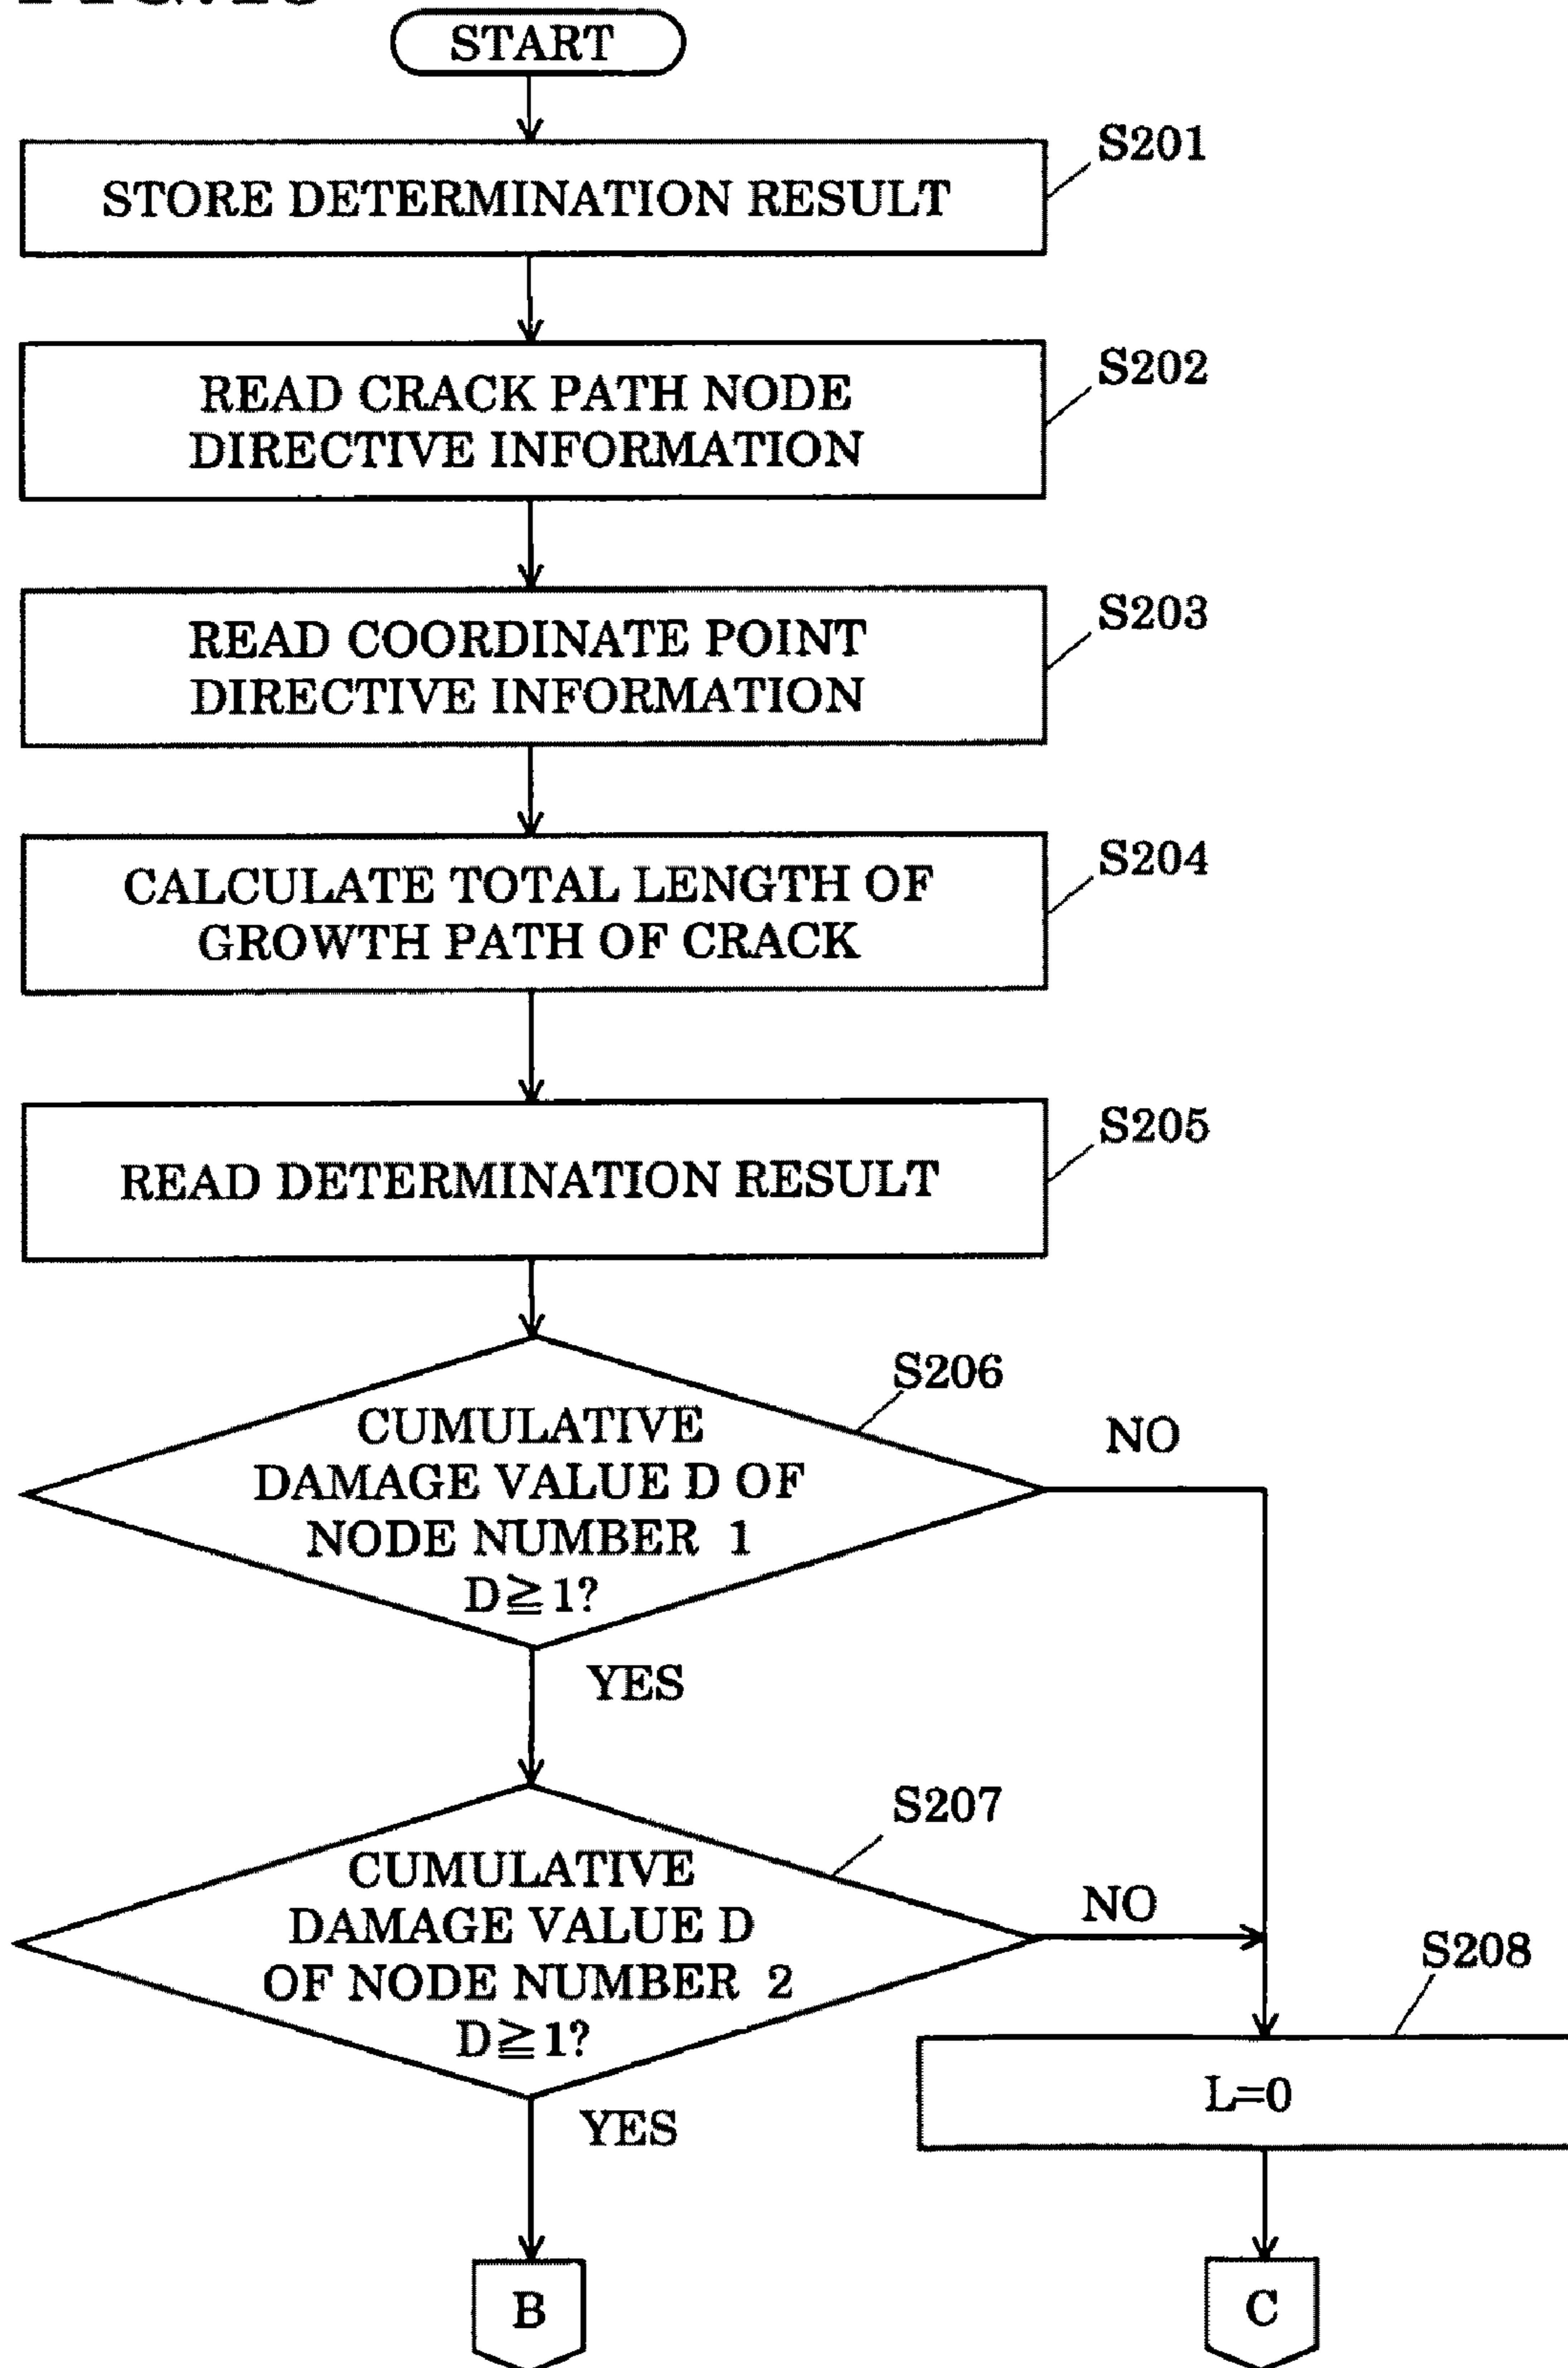 START
S201
STORE DETERMINATION RESULT
S202
READ CRACK PATH NODE
DIRECTIVE INFORMATION
S203
READ COORDINATE POINT
DIRECTIVE INFORMATION
S204
CALCULATE TOTAL LENGTH OF
GROWTH PATH OF CRACK
S205
READ DETERMINATION RESULT
S206
CUMULATIVE
DAMAGE VALUE D OF
NODE NUMBER 1
D≧1?
NO
YES
S207
CUMULATIVE
DAMAGE VALUE D
OF NODE NUMBER 2
D≧1?
NO
YES
S208
L=0
B
C